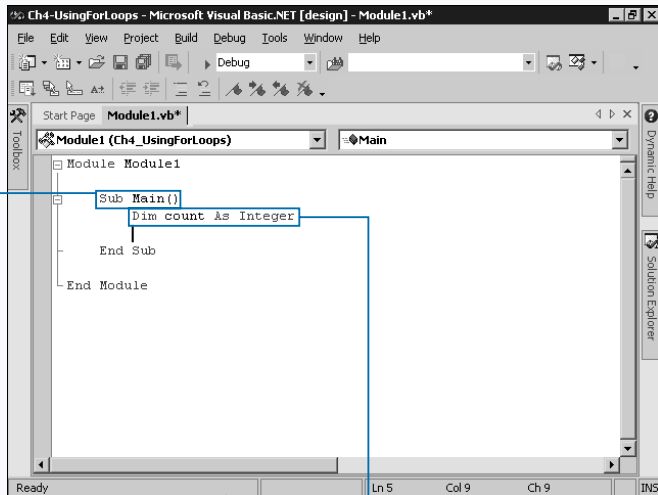 Ch4-UsingForLoops - Microsoft Visual Basic.NET [design] - Module1.vb*
File Edit View Project Build Debug Tools Window Help
Debug
Start Page Module1.vb*
Module1 (Ch4_UsingForLoops) Main
Toolbox
Module Module1
Sub Main()
Dim count As Integer
End Sub
End Module
Dynamic Help
Solution Explorer
Ready Ln 5 Col 9 Ch 9 INS